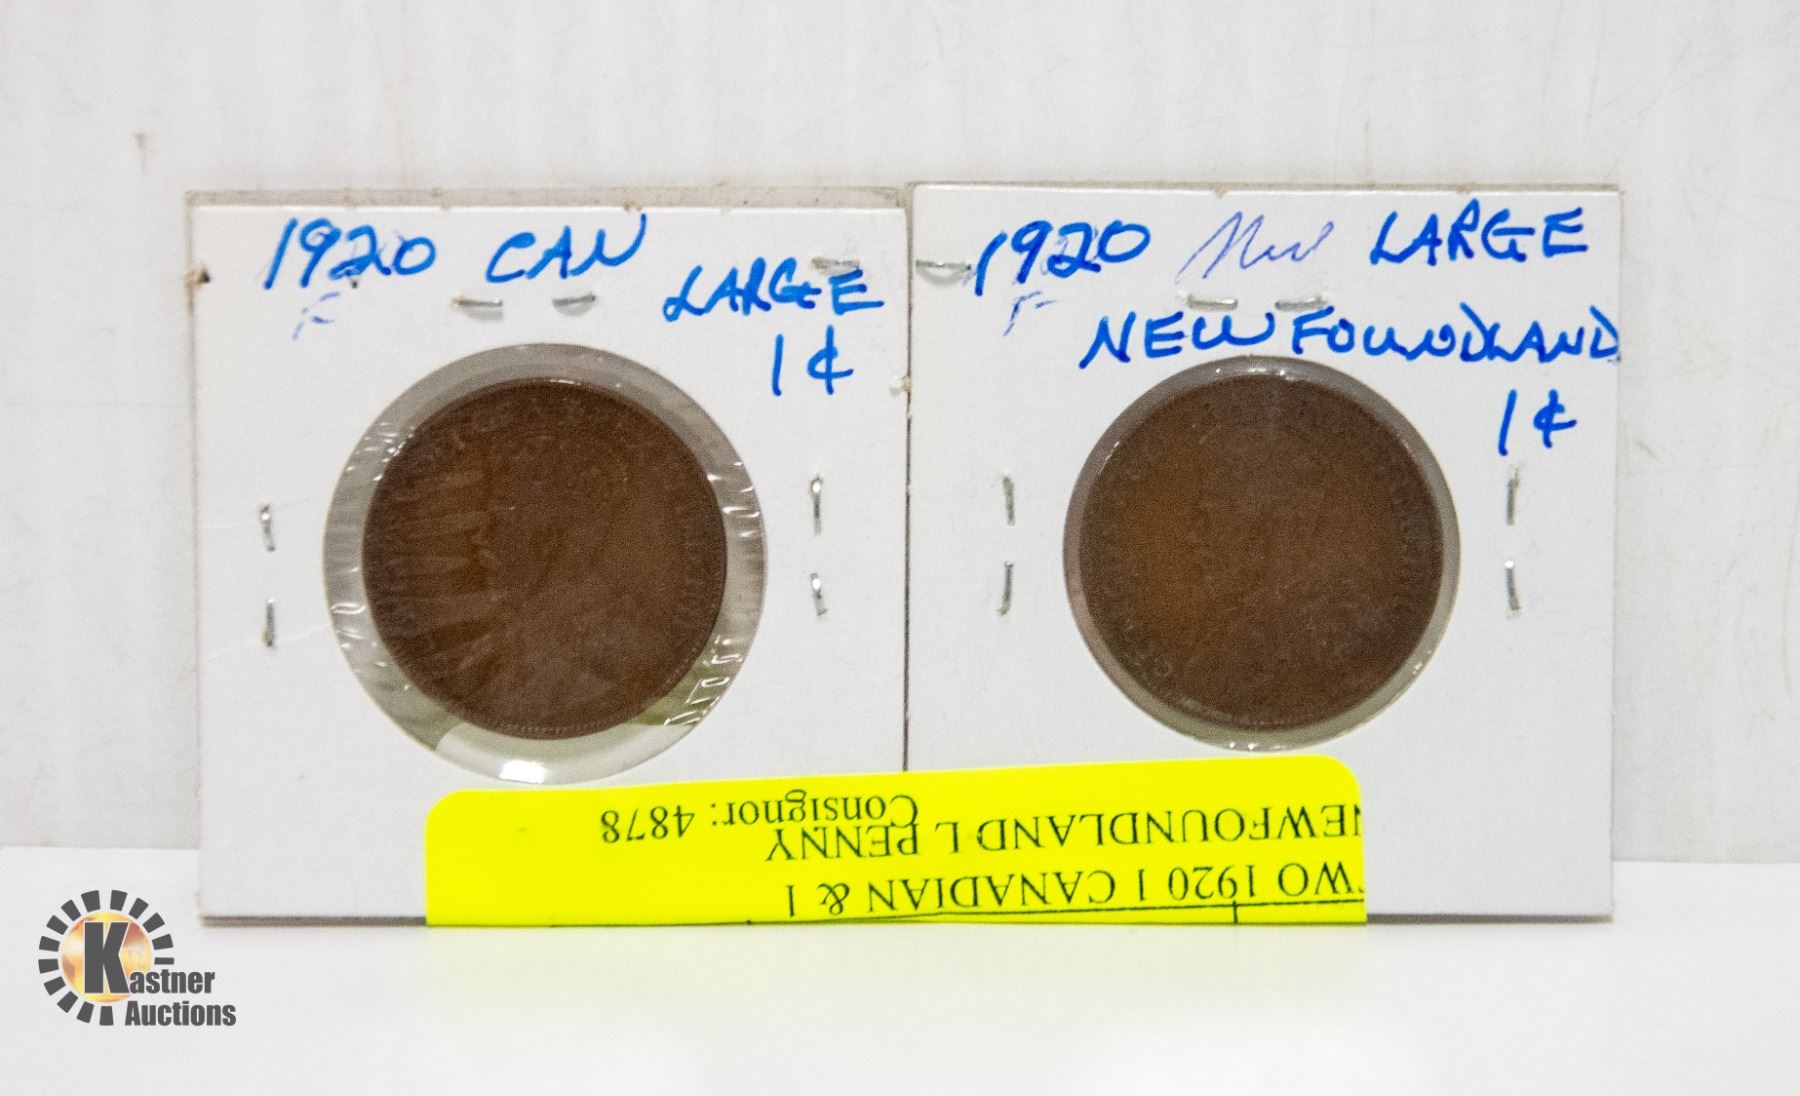 1920 CAN
LARGE
1¢
F
1920 LARGE
F
NEWFOUNDLAND
1¢
WO 1920 1 CANADIAN & 1
NEWFOUNDLAND L PENNY
Consignor: 4878
Kastner
Auctions